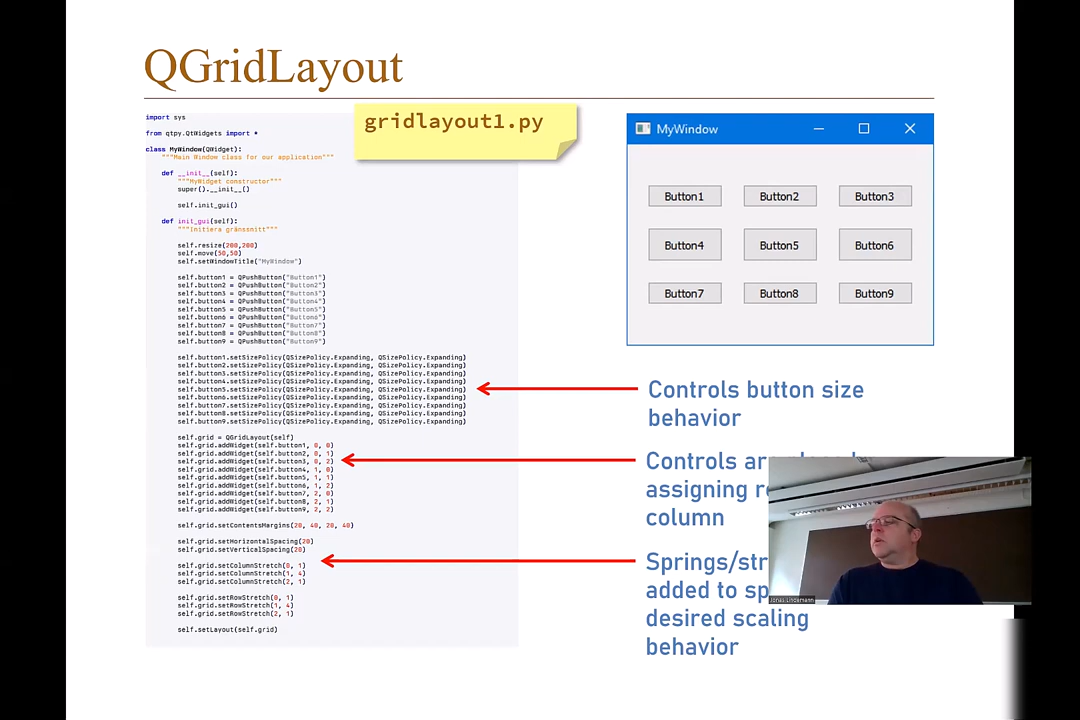 QGridLayout
gridlayout1.py
import sys
from qtpy.QtWidgets import *
class MyWindow(QWidget):
"""Main Window class for our application"""
def __init__(self):
"""MyWidget constructor"""
super().__init__()
self.init_gui()
def init_gui(self):
"""Initiera gränssnitt"""
self.resize(200,200)
self.move(50,50)
self.setWindowTitle("MyWindow")
self.button1 = QPushButton("Button1")
self.button2 = QPushButton("Button2")
self.button3 = QPushButton("Button3")
self.button4 = QPushButton("Button4")
self.button5 = QPushButton("Button5")
self.button6 = QPushButton("Button6")
self.button7 = QPushButton("Button7")
self.button8 = QPushButton("Button8")
self.button9 = QPushButton("Button9")
self.button1.setSizePolicy(QSizePolicy.Expanding, QSizePolicy.Expanding)
self.button2.setSizePolicy(QSizePolicy.Expanding, QSizePolicy.Expanding)
self.button3.setSizePolicy(QSizePolicy.Expanding, QSizePolicy.Expanding)
self.button4.setSizePolicy(QSizePolicy.Expanding, QSizePolicy.Expanding)
self.button5.setSizePolicy(QSizePolicy.Expanding, QSizePolicy.Expanding)
self.button6.setSizePolicy(QSizePolicy.Expanding, QSizePolicy.Expanding)
self.button7.setSizePolicy(QSizePolicy.Expanding, QSizePolicy.Expanding)
self.button8.setSizePolicy(QSizePolicy.Expanding, QSizePolicy.Expanding)
self.button9.setSizePolicy(QSizePolicy.Expanding, QSizePolicy.Expanding)
self.grid = QGridLayout(self)
self.grid.addWidget(self.button1, 0, 0)
self.grid.addWidget(self.button2, 0, 1)
self.grid.addWidget(self.button3, 0, 2)
self.grid.addWidget(self.button4, 1, 0)
self.grid.addWidget(self.button5, 1, 1)
self.grid.addWidget(self.button6, 1, 2)
self.grid.addWidget(self.button7, 2, 0)
self.grid.addWidget(self.button8, 2, 1)
self.grid.addWidget(self.button9, 2, 2)
self.grid.setContentsMargins(20, 40, 20, 40)
self.grid.setHorizontalSpacing(20)
self.grid.setVerticalSpacing(20)
self.grid.setColumnStretch(0, 1)
self.grid.setColumnStretch(1, 4)
self.grid.setColumnStretch(2, 1)
self.grid.setRowStretch(0, 1)
self.grid.setRowStretch(1, 4)
self.grid.setRowStretch(2, 1)
self.setLayout(self.grid)
MyWindow
Button1 Button2 Button3
Button4 Button5 Button6
Button7 Button8 Button9
Controls button size
behavior
Controls are
assigning
column
Springs/str
added to sp
desired scaling
behavior
Jonas Lindemann